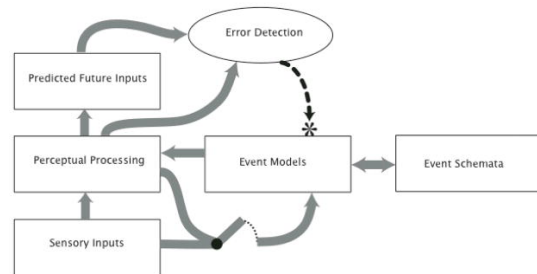 Error Detection
Predicted Future Inputs
Perceptual Processing
Event Models
Event Schemata
Sensory Inputs